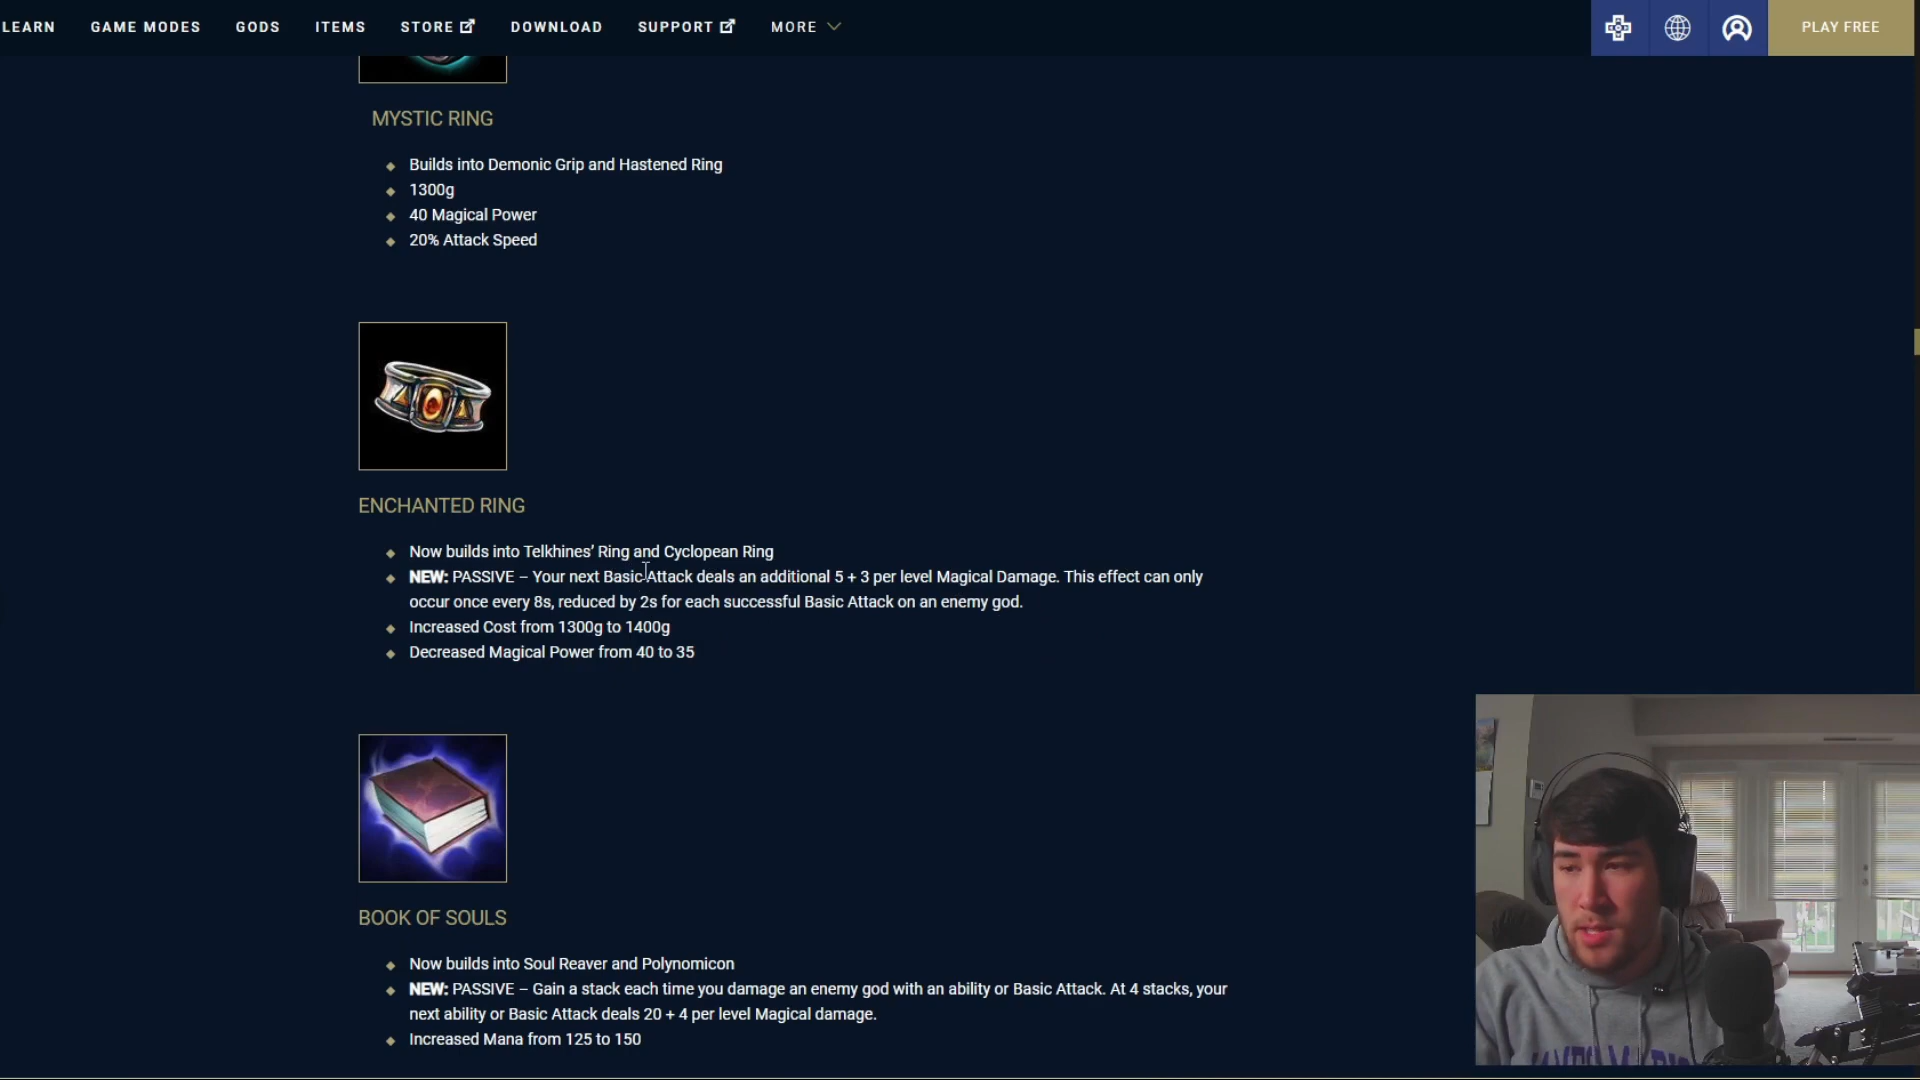 LEARN GAME MODES GODS ITEMS STORE DOWNLOAD SUPPORT MORE PLAY FREE
MYSTIC RING
Builds into Demonic Grip and Hastened Ring
1300g
40 Magical Power
20% Attack Speed
ENCHANTED RING
Now builds into Telkhines’ Ring and Cyclopean Ring
NEW: PASSIVE – Your next Basic Attack deals an additional 5 + 3 per level Magical Damage. This effect can only
occur once every 8s, reduced by 2s for each successful Basic Attack on an enemy god.
Increased Cost from 1300g to 1400g
Decreased Magical Power from 40 to 35
BOOK OF SOULS
Now builds into Soul Reaver and Polynomicon
NEW: PASSIVE – Gain a stack each time you damage an enemy god with an ability or Basic Attack. At 4 stacks, your
next ability or Basic Attack deals 20 + 4 per level Magical damage.
Increased Mana from 125 to 150